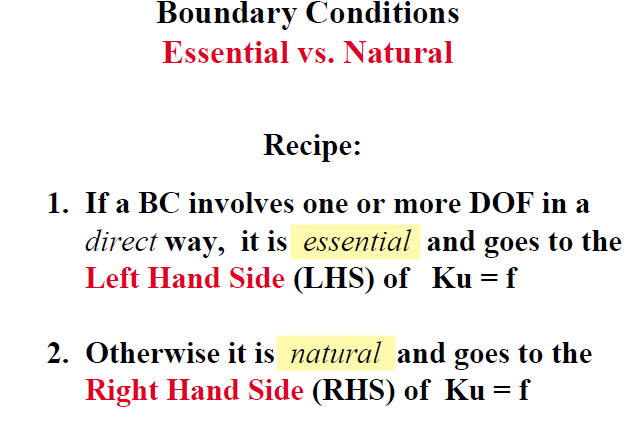 Boundary Conditions
Essential vs. Natural
Recipe:
1. If a BC involves one or more DOF in a
direct way, it is essential and goes to the
Left Hand Side (LHS) of Ku = f
2. Otherwise it is natural and goes to the
Right Hand Side (RHS) of Ku = f